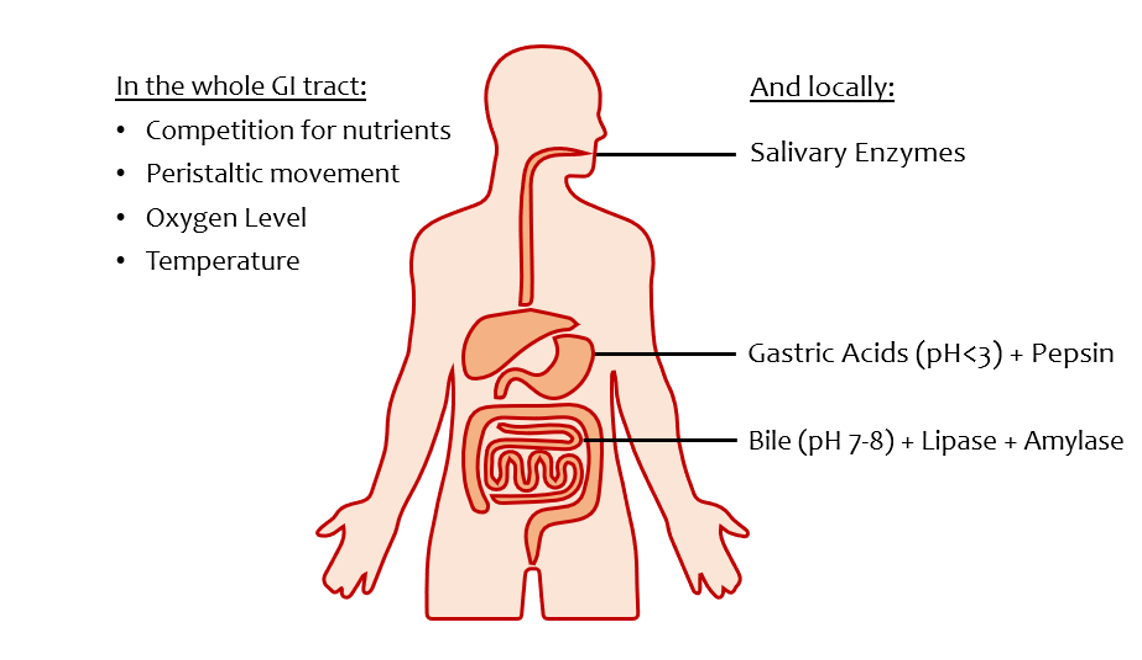 In the whole GI tract:
• Competition for nutrients
• Peristaltic movement
• Oxygen Level
• Temperature
And locally:
Salivary Enzymes
Gastric Acids (pH<3) + Pepsin
Bile (pH 7-8) + Lipase + Amylase